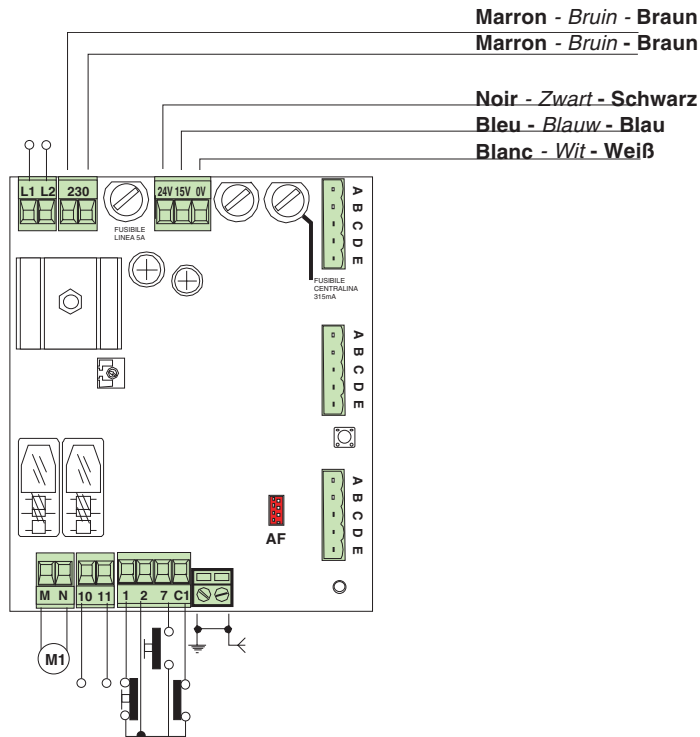 Marron - Bruin - Braun
Marron - Bruin - Braun
Noir - Zwart - Schwarz
Bleu - Blauw - Blau
Blanc - Wit - Weiß
L1 L2 230 24V 15V 0V
FUSIBILE
LINEA 5A
FUSIBILE
CENTRALINA
315mA
A B C D E
A B C D E
A B C D E
AF
M N 10 11 1 2 7 C1
M1